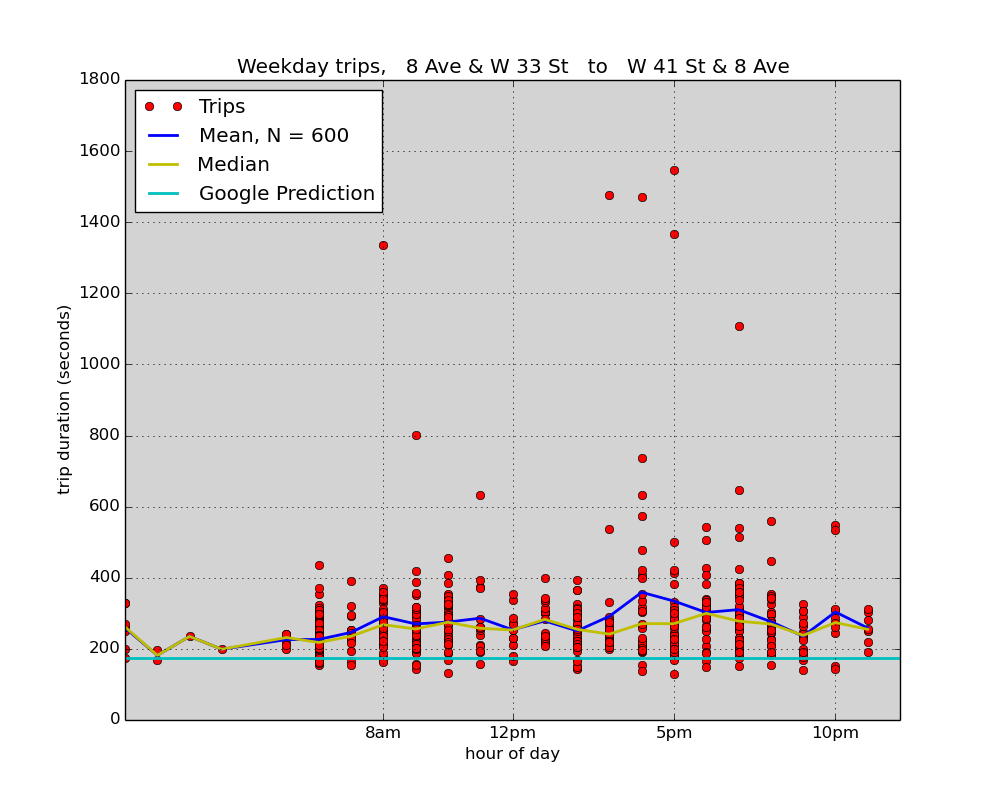 Weekday trips,   8 Ave & W 33 St   to   W 41 St & 8 Ave
1800
1600
1400
1200
1000
800
600
400
200
0
trip duration (seconds)
Trips
Mean, N = 600
Median
Google Prediction
8am 12pm 5pm 10pm
hour of day